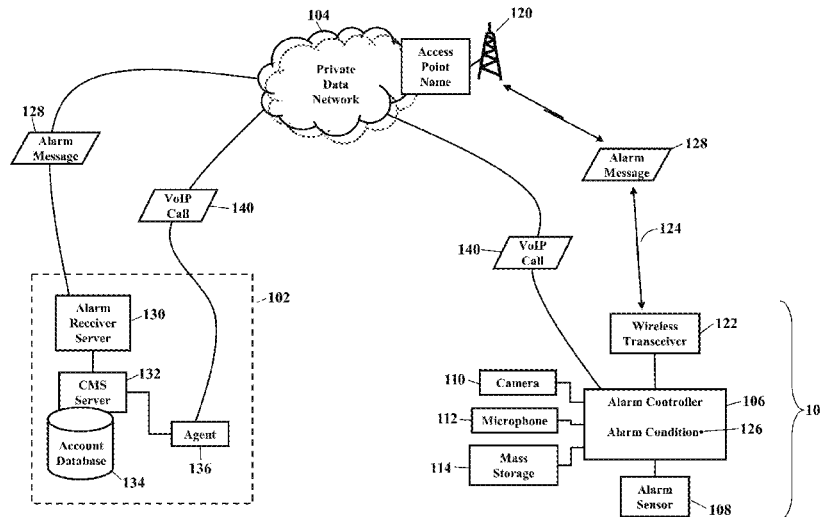 104
120
Access
Point
Name
Private
Data
Network
128
Alarm
Message
128
Alarm
Message
VoIP
Call
140
124
140
VoIP
Call
102
Alarm
Receiver
Server
130
Wireless
Transceiver
122
132
CMS
Server
110
Camera
Alarm Controller
106
112
Microphone
Alarm Condition
126
10
Account
Database
Agent
136
114
Mass
Storage
134
Alarm
Sensor
108